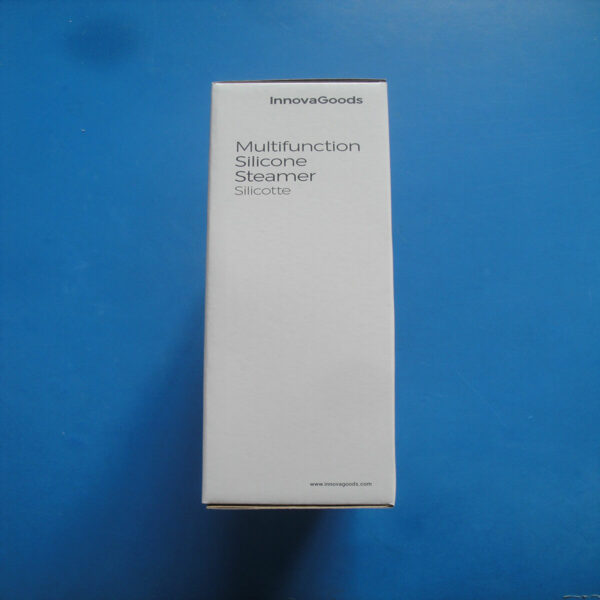 InnovaGoods
Multifunction
Silicone
Steamer
Silicotte
www.innovagoods.com